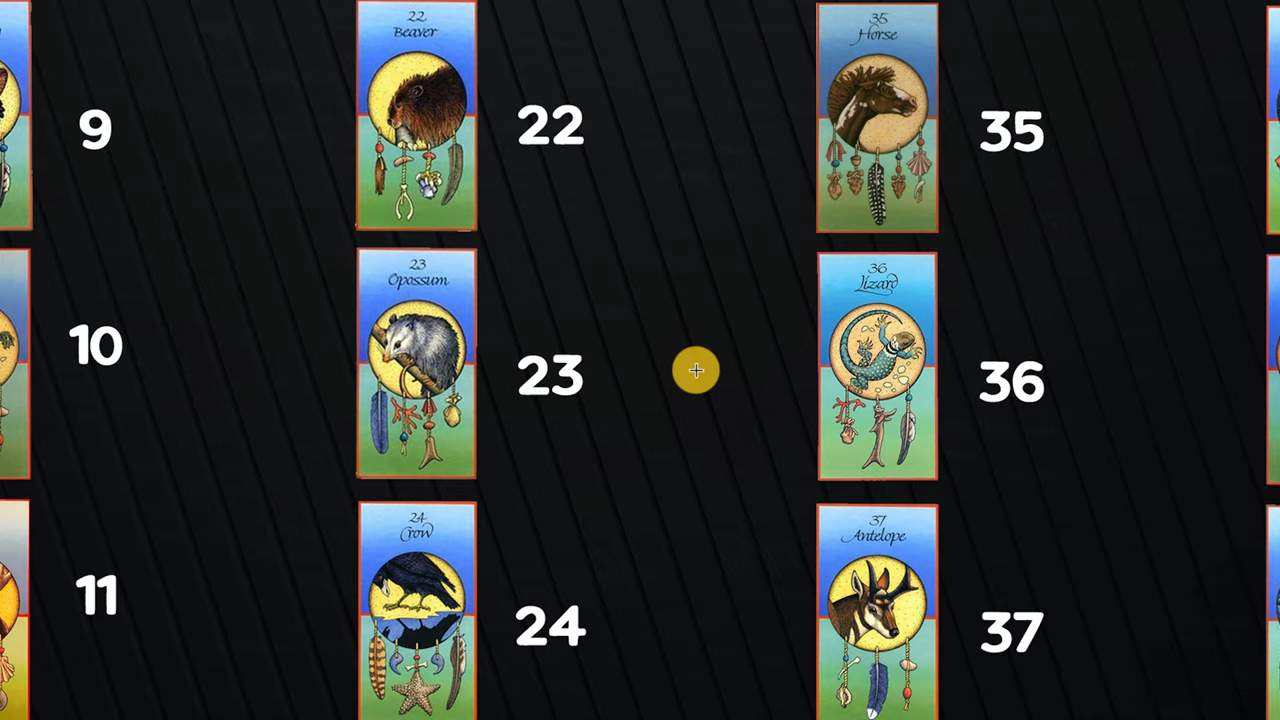 9
22
Beaver
22
35
Horse
35
10
23
Opossum
23
36
Lizard
36
11
24
Crow
24
37
Antelope
37